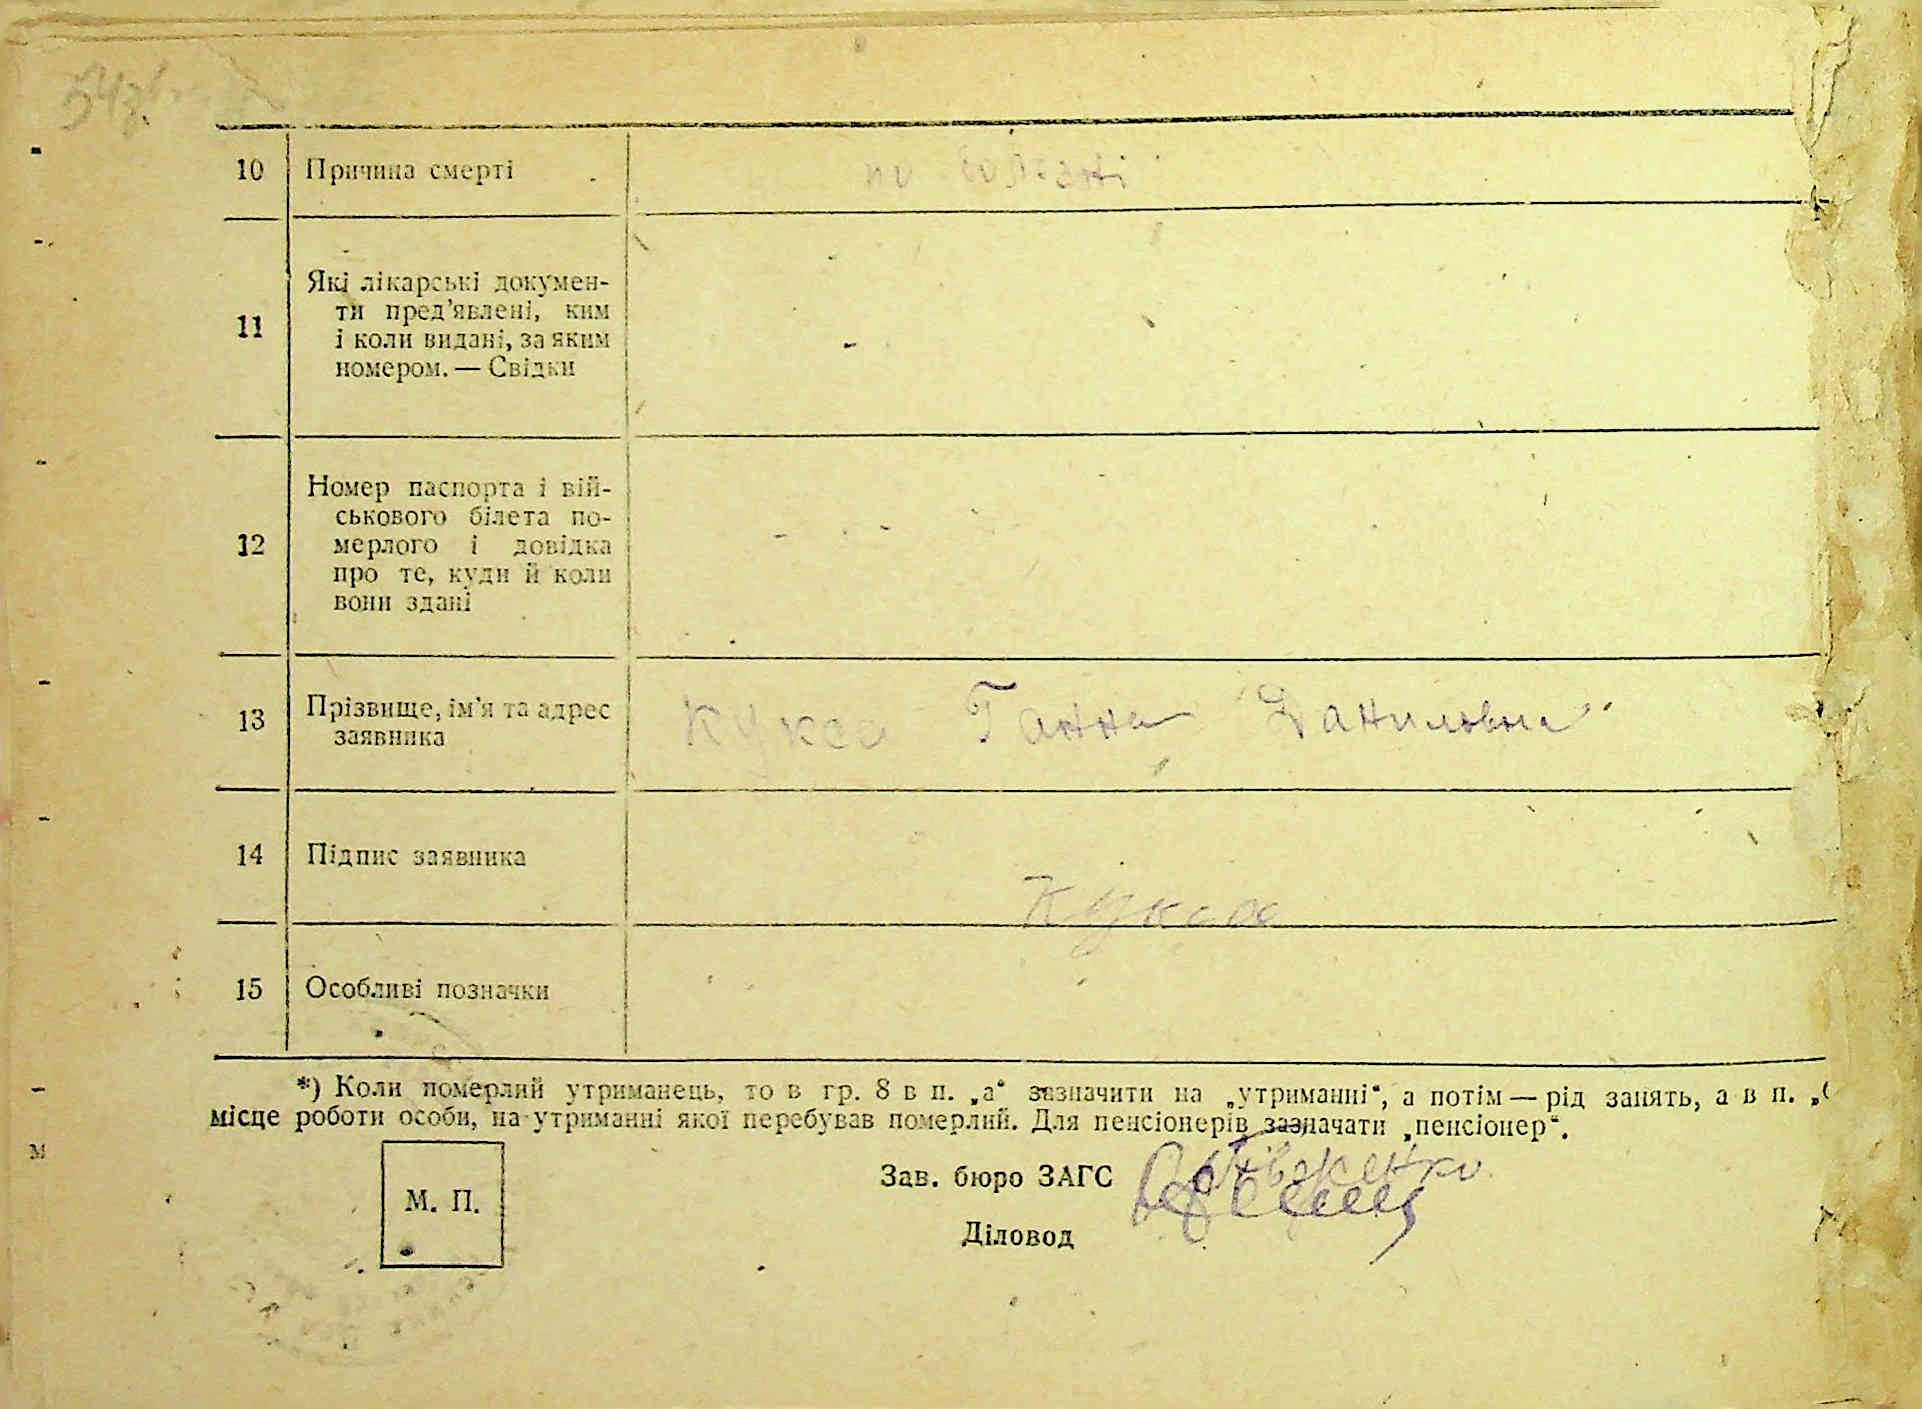 54з.
10 Причина смерті
11 Які лікарські докумен-
ти пред’явлені, ким
і коли видані, за яким
номером. — Свідки
12 Номер паспорта і вій-
ськового білета по-
мерлого і довідка
про те, куди й коли
вони здані
13 Прізвище, ім’я та адрес
заявника
Кукса Ганна Даниловна
14 Підпис заявника
Кукса
15 Особливі позначки
*) Коли померлий утриманець, то в гр. 8 в п. „а“ зазначити на „утриманні“, а потім — рід занять, а в п. „
місце роботи особи, на утриманні якої перебував померлий. Для пенсіонерів зазначати „пенсіонер“.
М. П.
Зав. бюро ЗАГС
Діловод
м